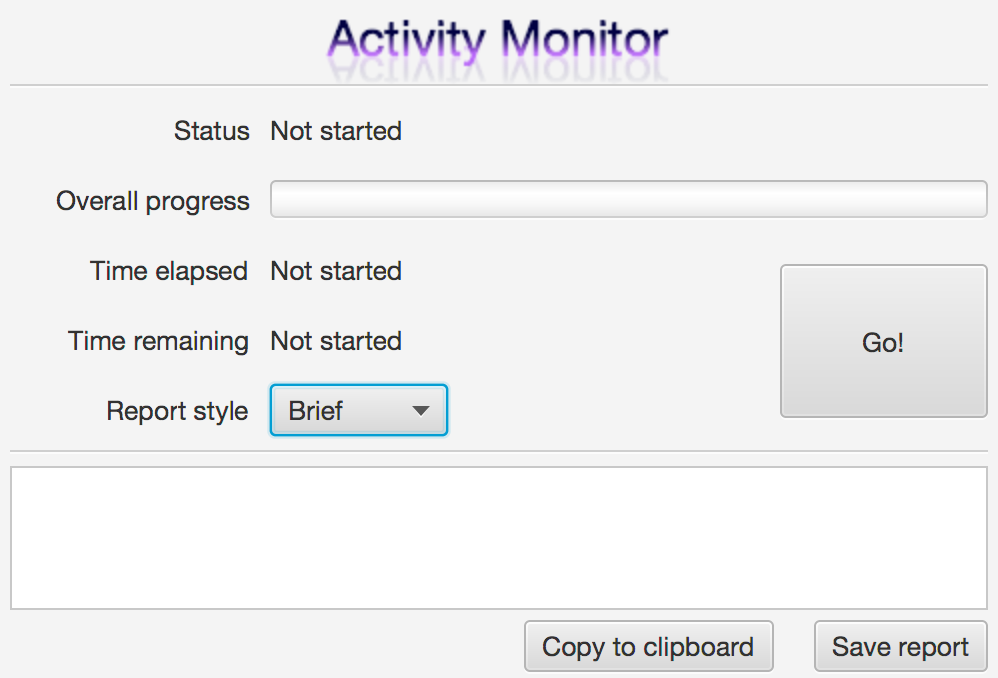 Activity Monitor
Status Not started
Overall progress
Time elapsed Not started
Time remaining Not started
Go!
Report style Brief
Copy to clipboard Save report